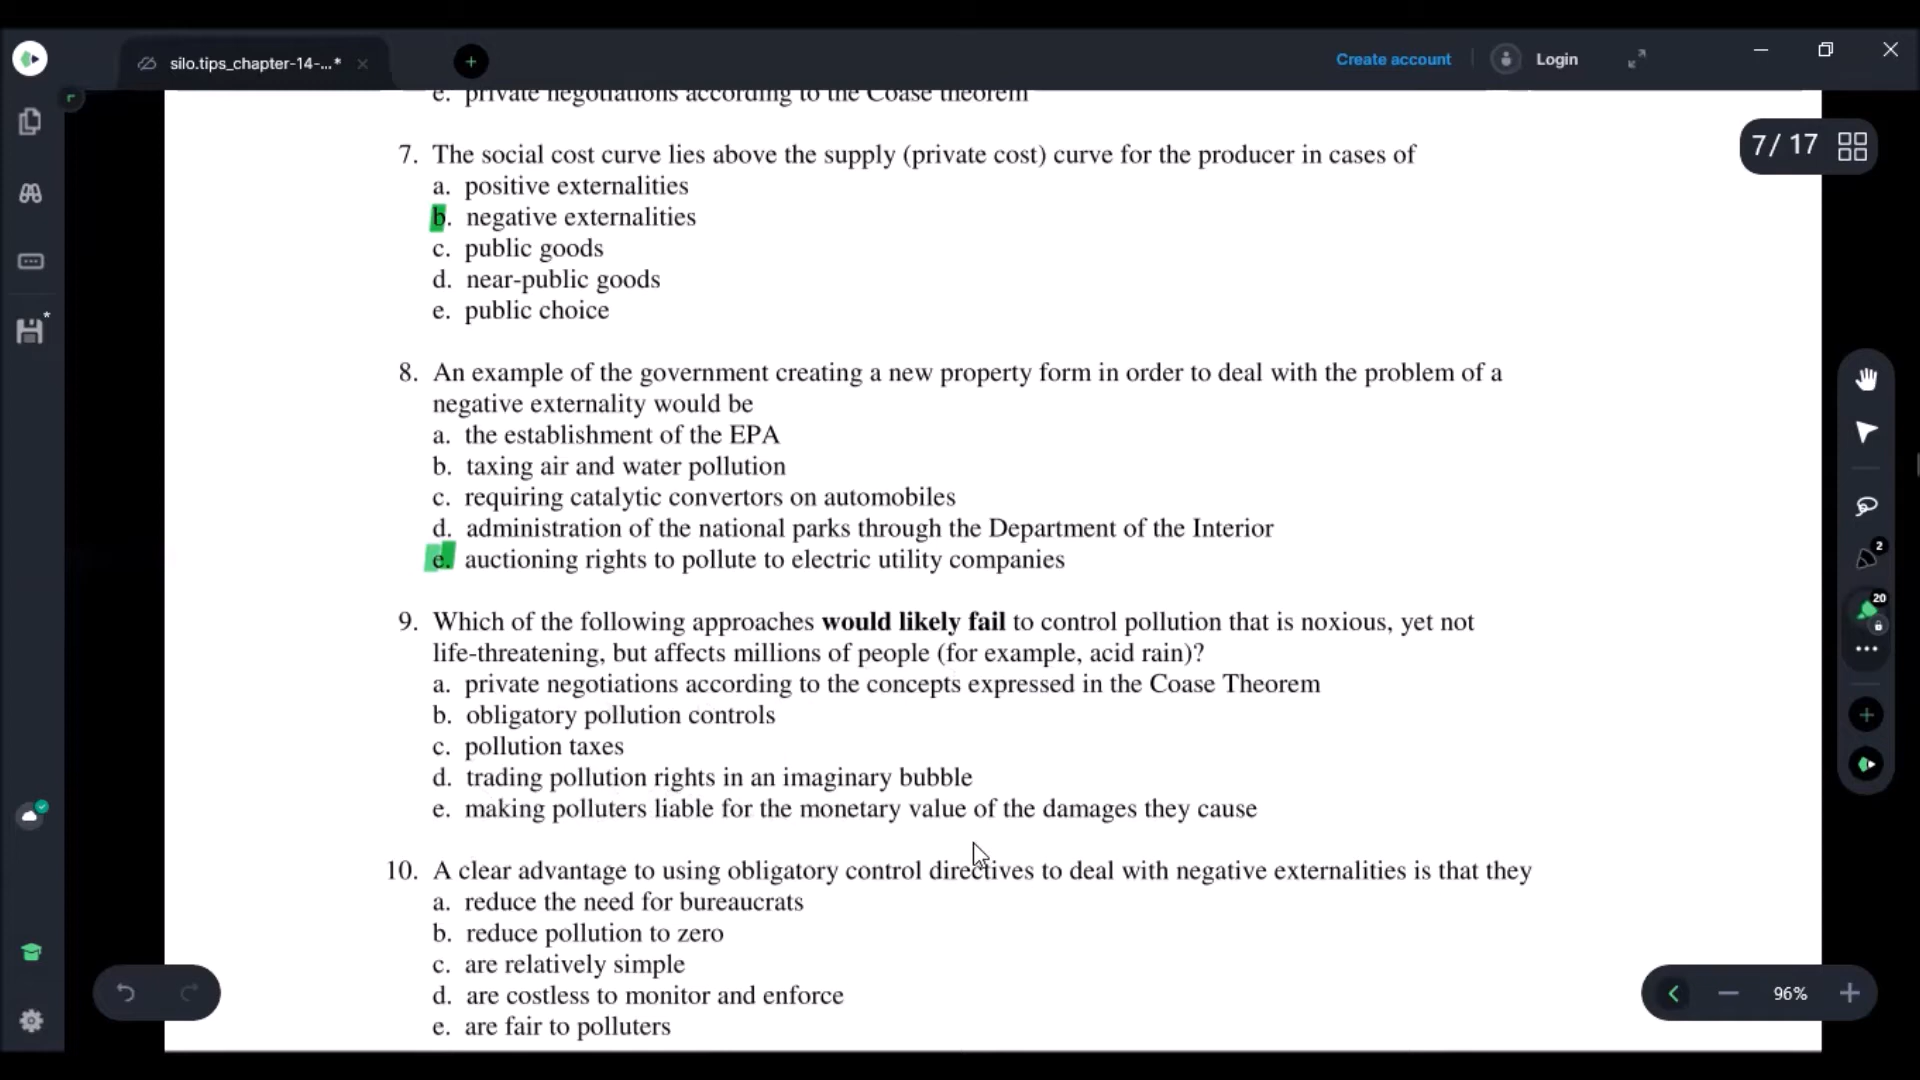 silo.tips_chapter-14-...*
Create account
Login
e. private negotiations according to the Coase theorem
7/ 17
7. The social cost curve lies above the supply (private cost) curve for the producer in cases of
a. positive externalities
b. negative externalities
c. public goods
d. near-public goods
e. public choice
8. An example of the government creating a new property form in order to deal with the problem of a
negative externality would be
a. the establishment of the EPA
b. taxing air and water pollution
c. requiring catalytic convertors on automobiles
d. administration of the national parks through the Department of the Interior
e. auctioning rights to pollute to electric utility companies
2
20
9. Which of the following approaches would likely fail to control pollution that is noxious, yet not
life-threatening, but affects millions of people (for example, acid rain)?
a. private negotiations according to the concepts expressed in the Coase Theorem
b. obligatory pollution controls
c. pollution taxes
d. trading pollution rights in an imaginary bubble
e. making polluters liable for the monetary value of the damages they cause
10. A clear advantage to using obligatory control directives to deal with negative externalities is that they
a. reduce the need for bureaucrats
b. reduce pollution to zero
c. are relatively simple
d. are costless to monitor and enforce
e. are fair to polluters
96%